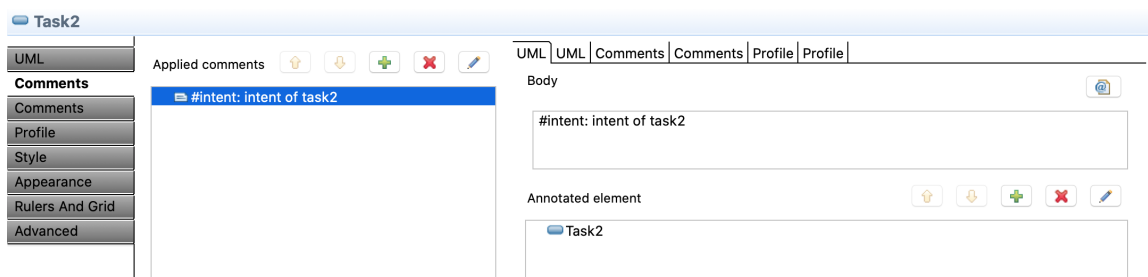 Task2
UML
Comments
Comments
Profile
Style
Appearance
Rulers And Grid
Advanced
Applied comments
#intent: intent of task2
UML UML Comments Comments Profile Profile
Body
#intent: intent of task2
Annotated element
Task2